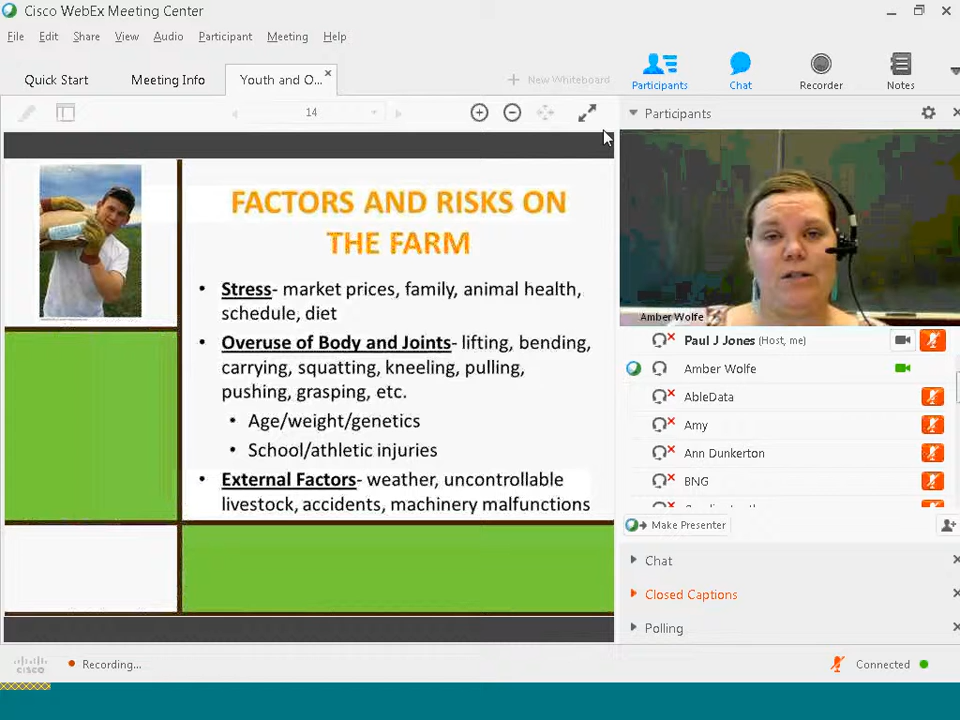 Cisco WebEx Meeting Center
File Edit Share View Audio Participant Meeting Help
Quick Start Meeting Info Youth and O... New Whiteboard
Participants Chat Recorder Notes
14
Participants
FACTORS AND RISKS ON
THE FARM
• Stress- market prices, family, animal health,
schedule, diet
• Overuse of Body and Joints- lifting, bending,
carrying, squatting, kneeling, pulling,
pushing, grasping, etc.
• Age/weight/genetics
• School/athletic injuries
• External Factors- weather, uncontrollable
livestock, accidents, machinery malfunctions
Amber Wolfe
Paul J Jones (Host, me)
Amber Wolfe
AbleData
Amy
Ann Dunkerton
BNG
Make Presenter
Chat
Closed Captions
Polling
cisco
Recording...
Connected